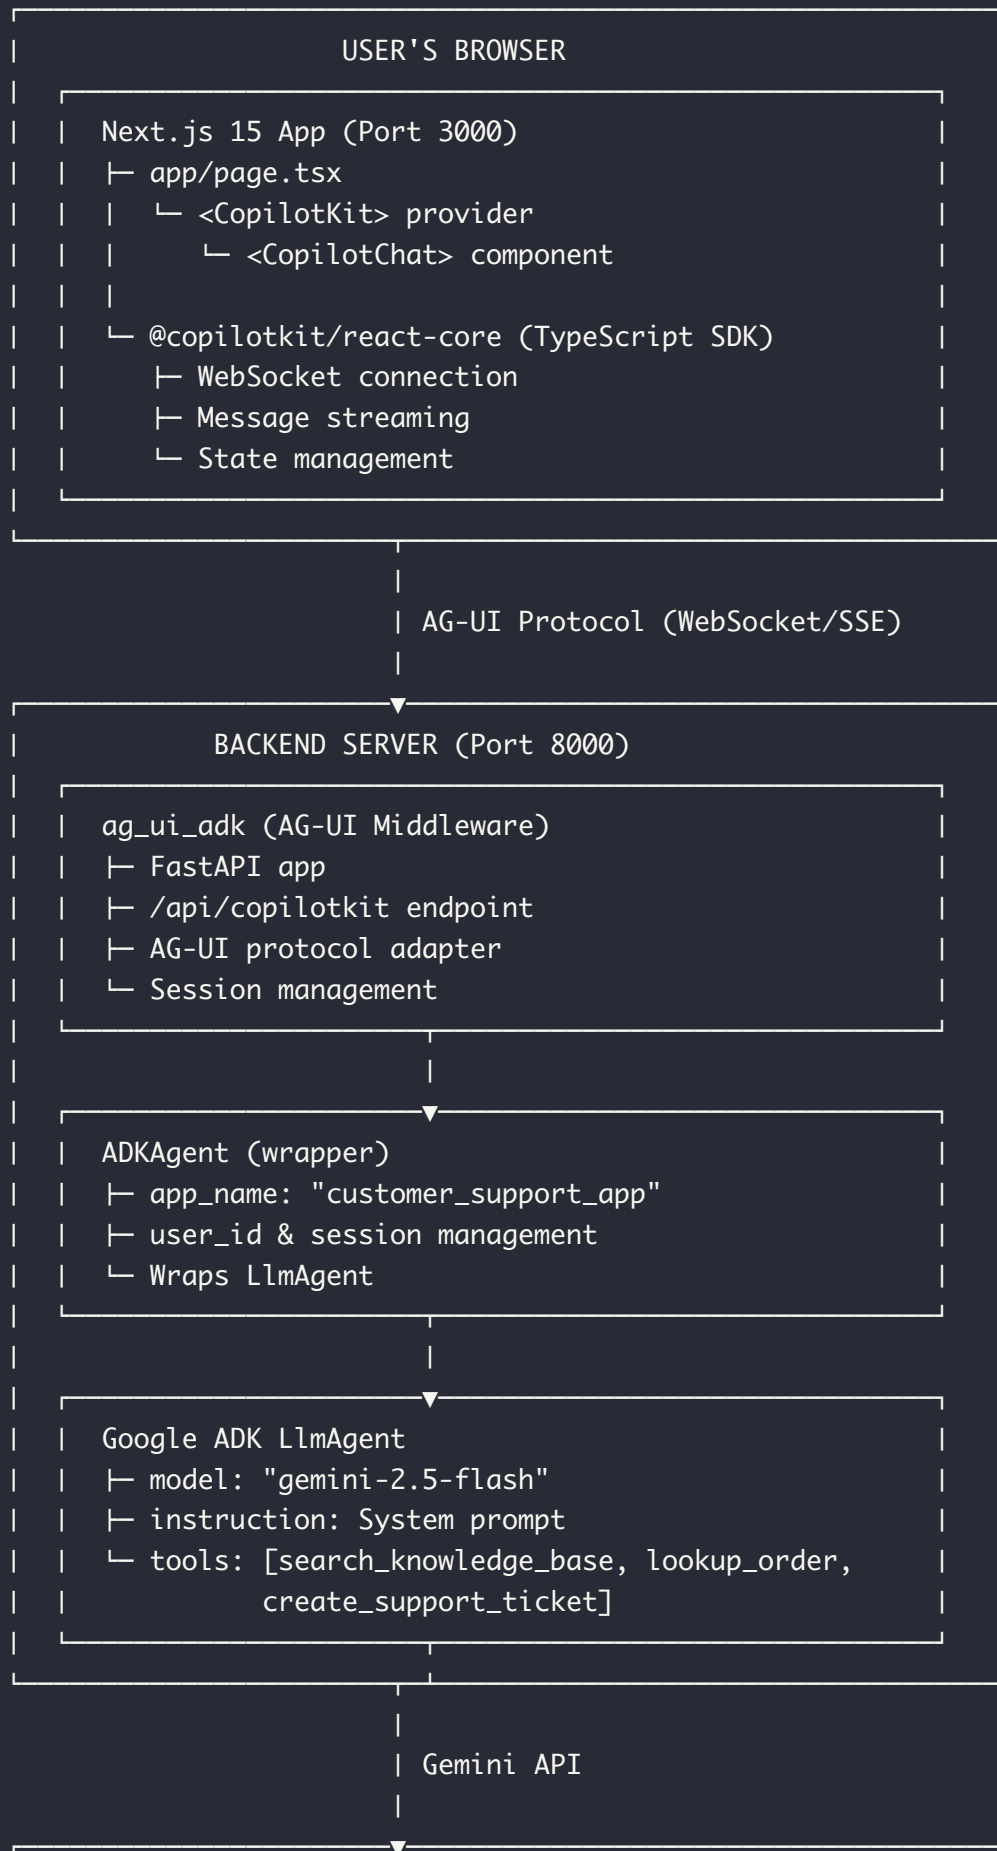 USER'S BROWSER
Next.js 15 App (Port 3000)
├─ app/page.tsx
│  └─ <CopilotKit> provider
│     └─ <CopilotChat> component
│
└─ @copilotkit/react-core (TypeScript SDK)
   ├─ WebSocket connection
   ├─ Message streaming
   └─ State management
AG-UI Protocol (WebSocket/SSE)
BACKEND SERVER (Port 8000)
ag_ui_adk (AG-UI Middleware)
├─ FastAPI app
├─ /api/copilotkit endpoint
├─ AG-UI protocol adapter
└─ Session management
ADKAgent (wrapper)
├─ app_name: "customer_support_app"
├─ user_id & session management
└─ Wraps LlmAgent
Google ADK LlmAgent
├─ model: "gemini-2.5-flash"
├─ instruction: System prompt
└─ tools: [search_knowledge_base, lookup_order,
          create_support_ticket]
Gemini API